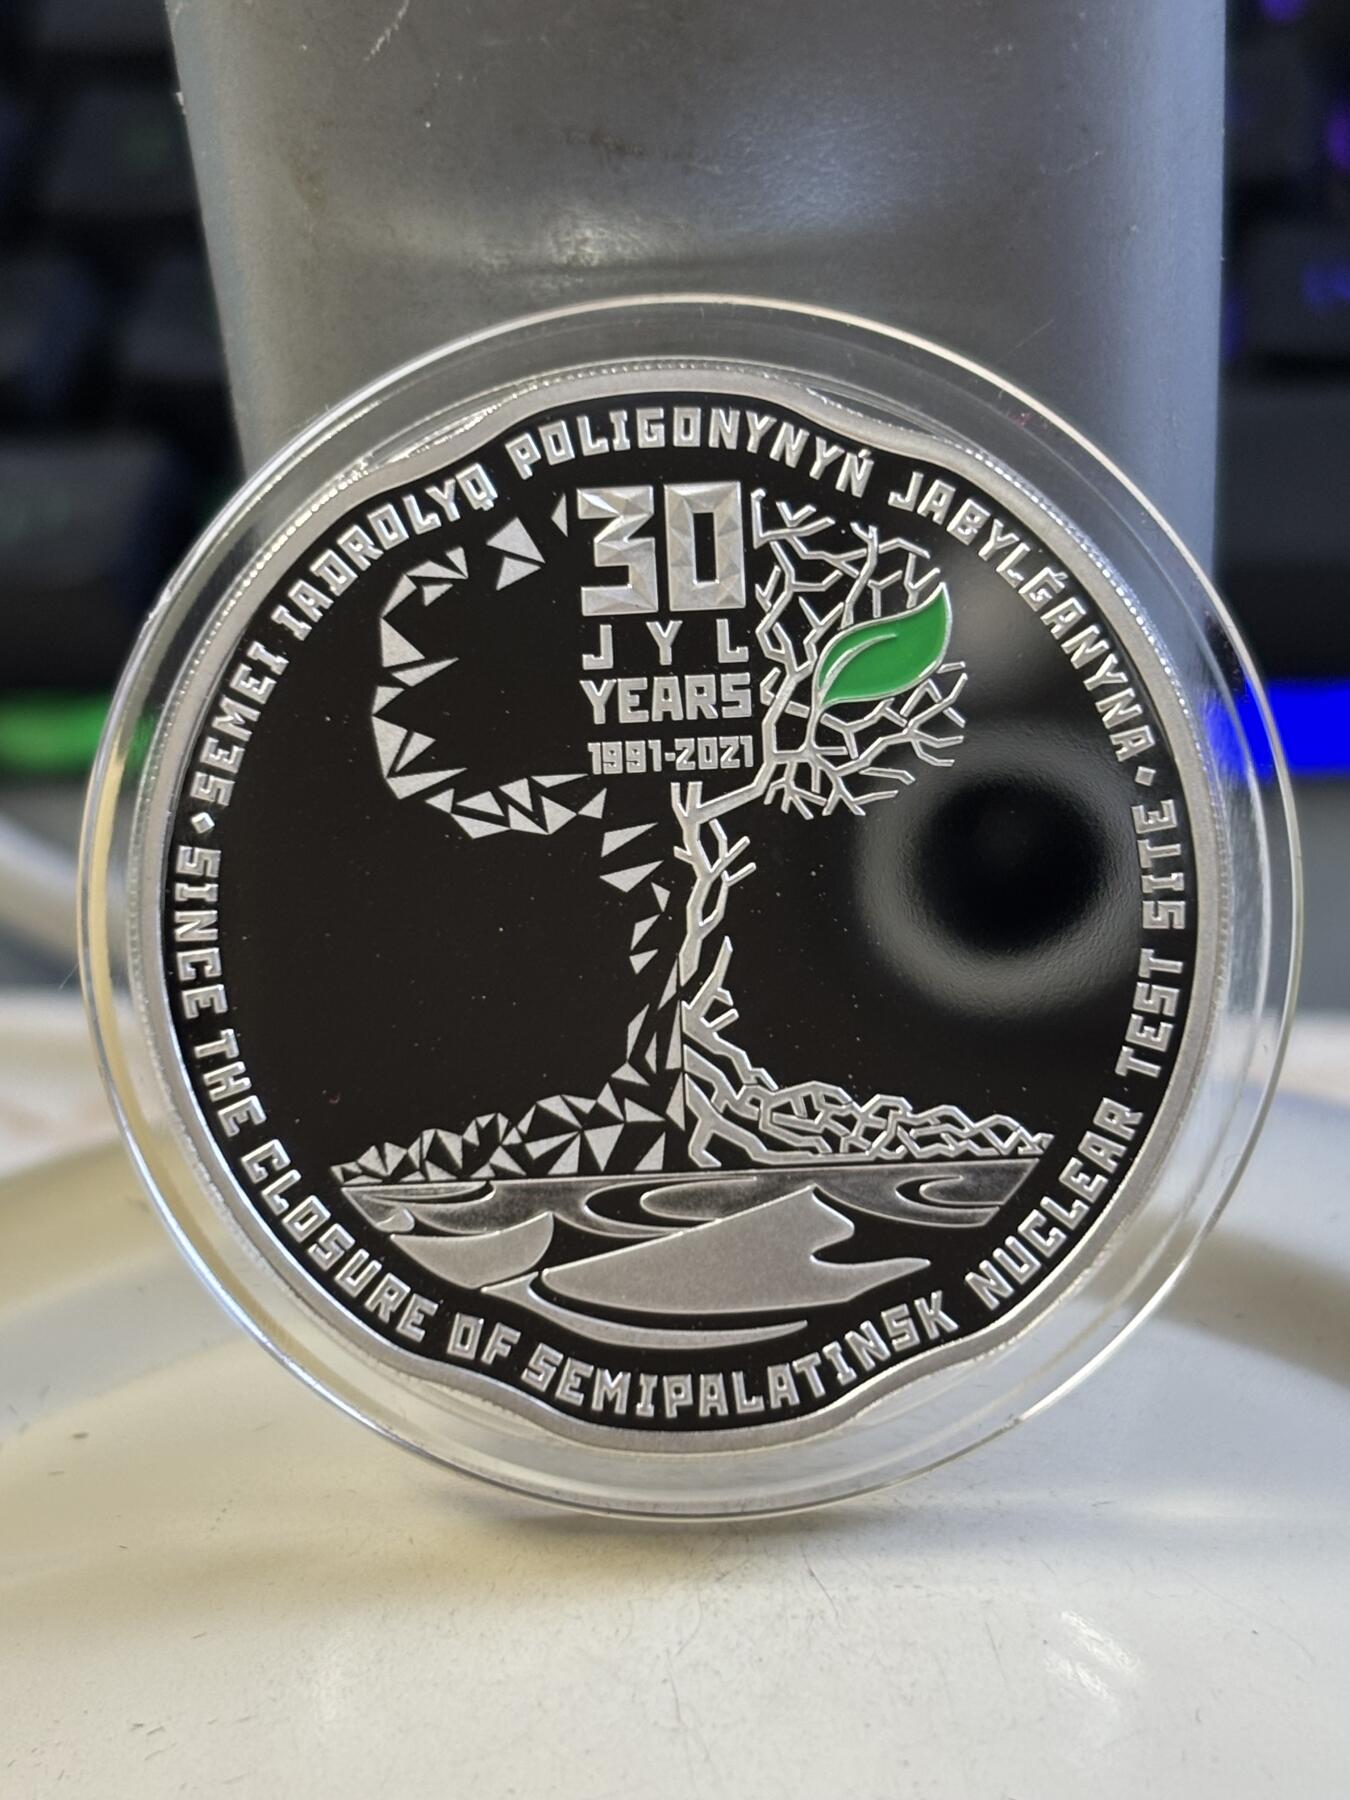 SEMEI IADROLYQ POLIGONYNYŃ JABYLǴANYNA
30
JYL
YEARS
1991-2021
SINCE THE CLOSURE OF SEMIPALATINSK NUCLEAR TEST SITE